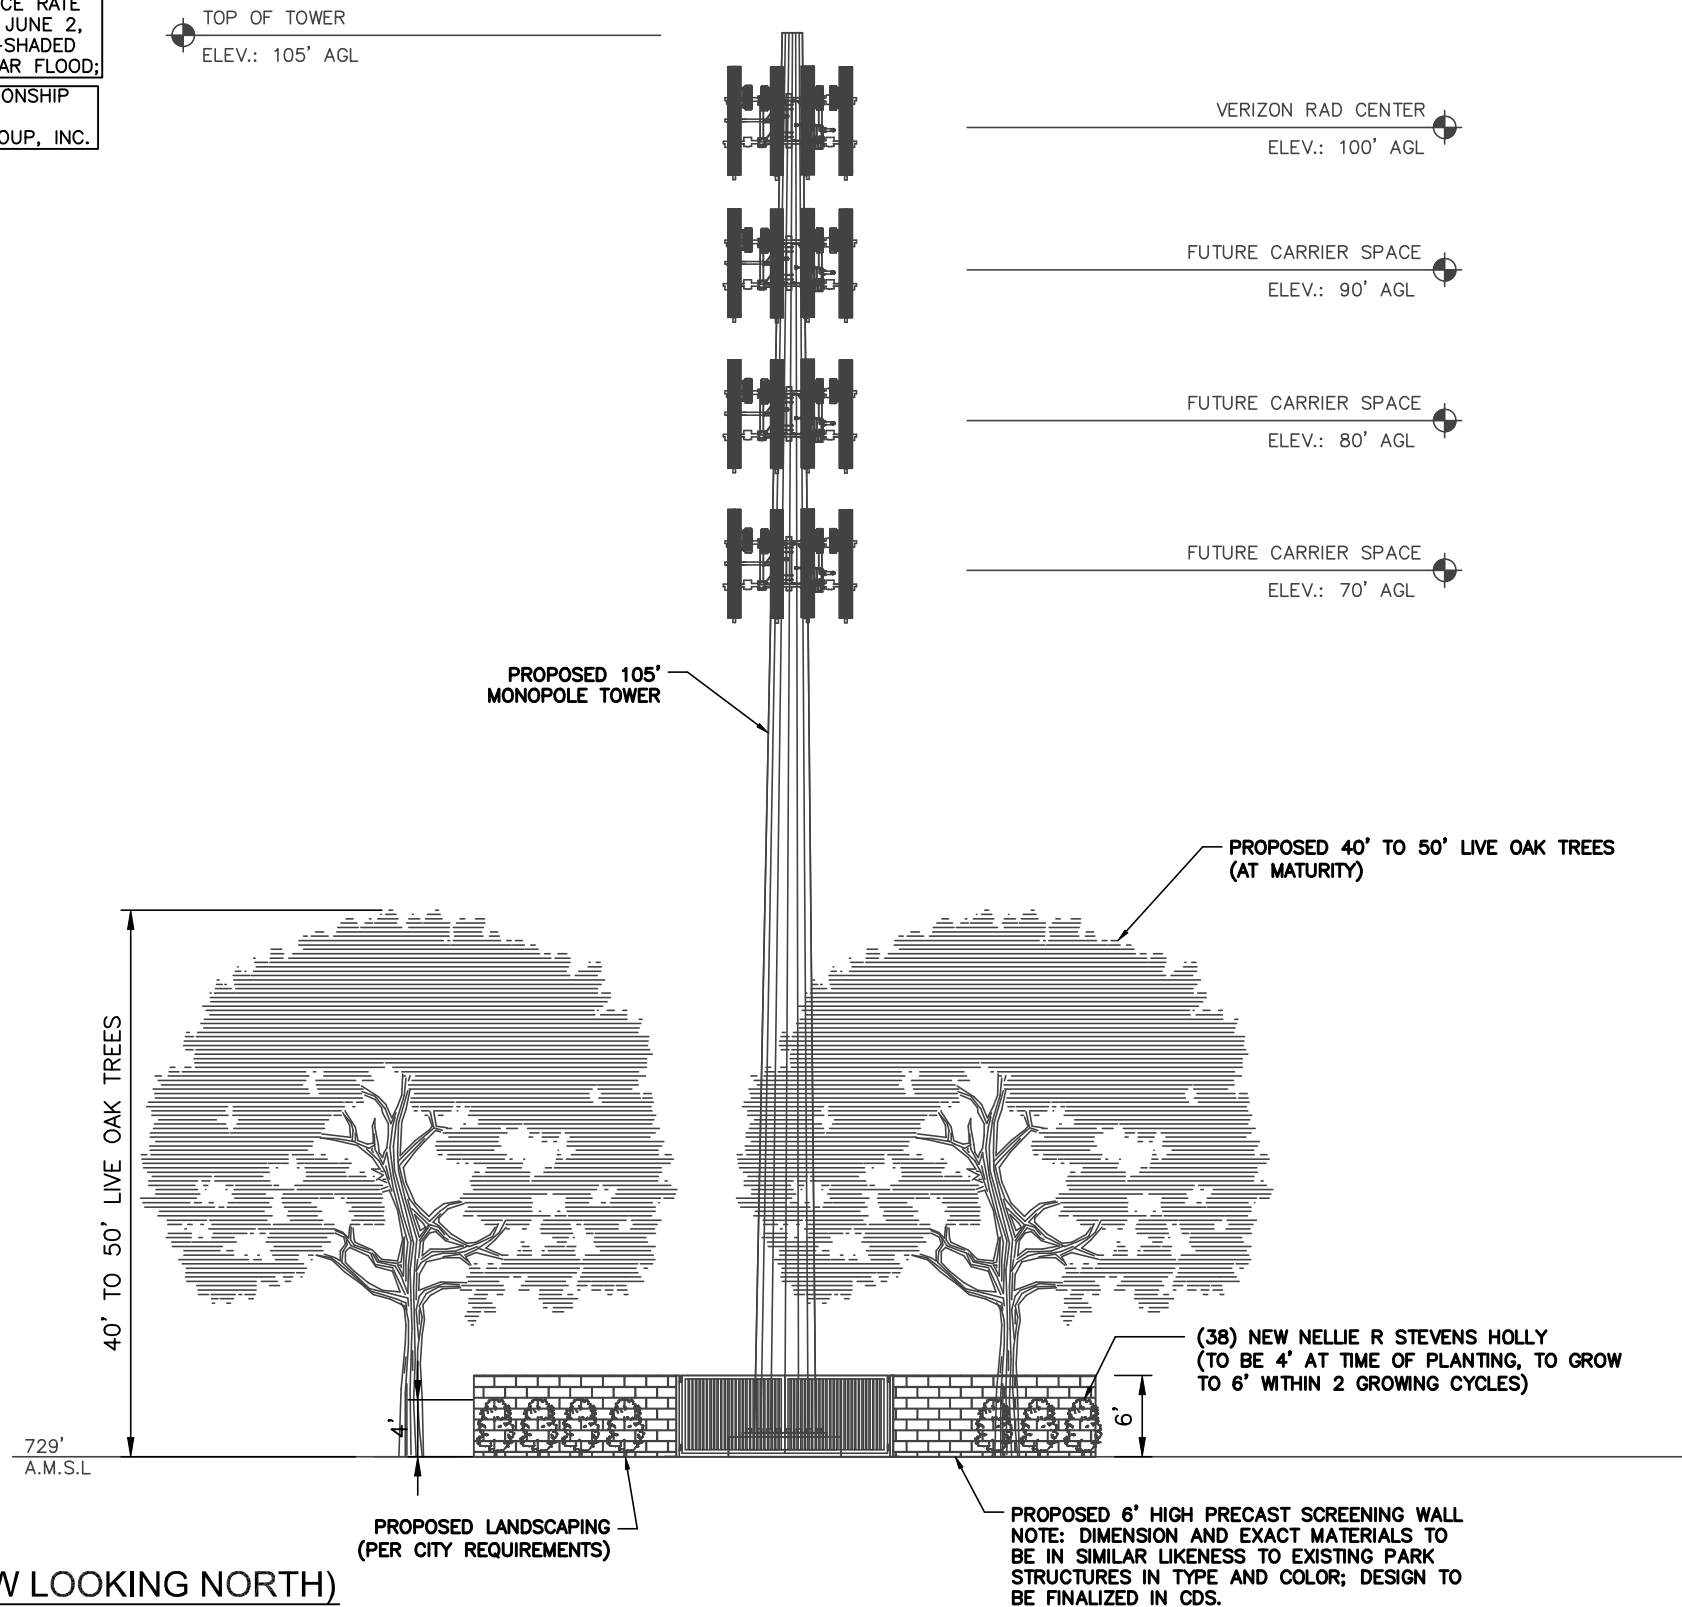 CE RATE
JUNE 2,
-SHADED
AR FLOOD;
ONSHIP
OUP, INC.
TOP OF TOWER
ELEV.: 105' AGL
VERIZON RAD CENTER
ELEV.: 100' AGL
FUTURE CARRIER SPACE
ELEV.: 90' AGL
FUTURE CARRIER SPACE
ELEV.: 80' AGL
FUTURE CARRIER SPACE
ELEV.: 70' AGL
PROPOSED 105'
MONOPOLE TOWER
PROPOSED 40' TO 50' LIVE OAK TREES
(AT MATURITY)
40' TO 50' LIVE OAK TREES
(38) NEW NELLIE R STEVENS HOLLY
(TO BE 4' AT TIME OF PLANTING, TO GROW
TO 6' WITHIN 2 GROWING CYCLES)
4'
6'
729'
A.M.S.L
PROPOSED LANDSCAPING
(PER CITY REQUIREMENTS)
PROPOSED 6' HIGH PRECAST SCREENING WALL
NOTE: DIMENSION AND EXACT MATERIALS TO
BE IN SIMILAR LIKENESS TO EXISTING PARK
STRUCTURES IN TYPE AND COLOR; DESIGN TO
BE FINALIZED IN CDS.
W LOOKING NORTH)